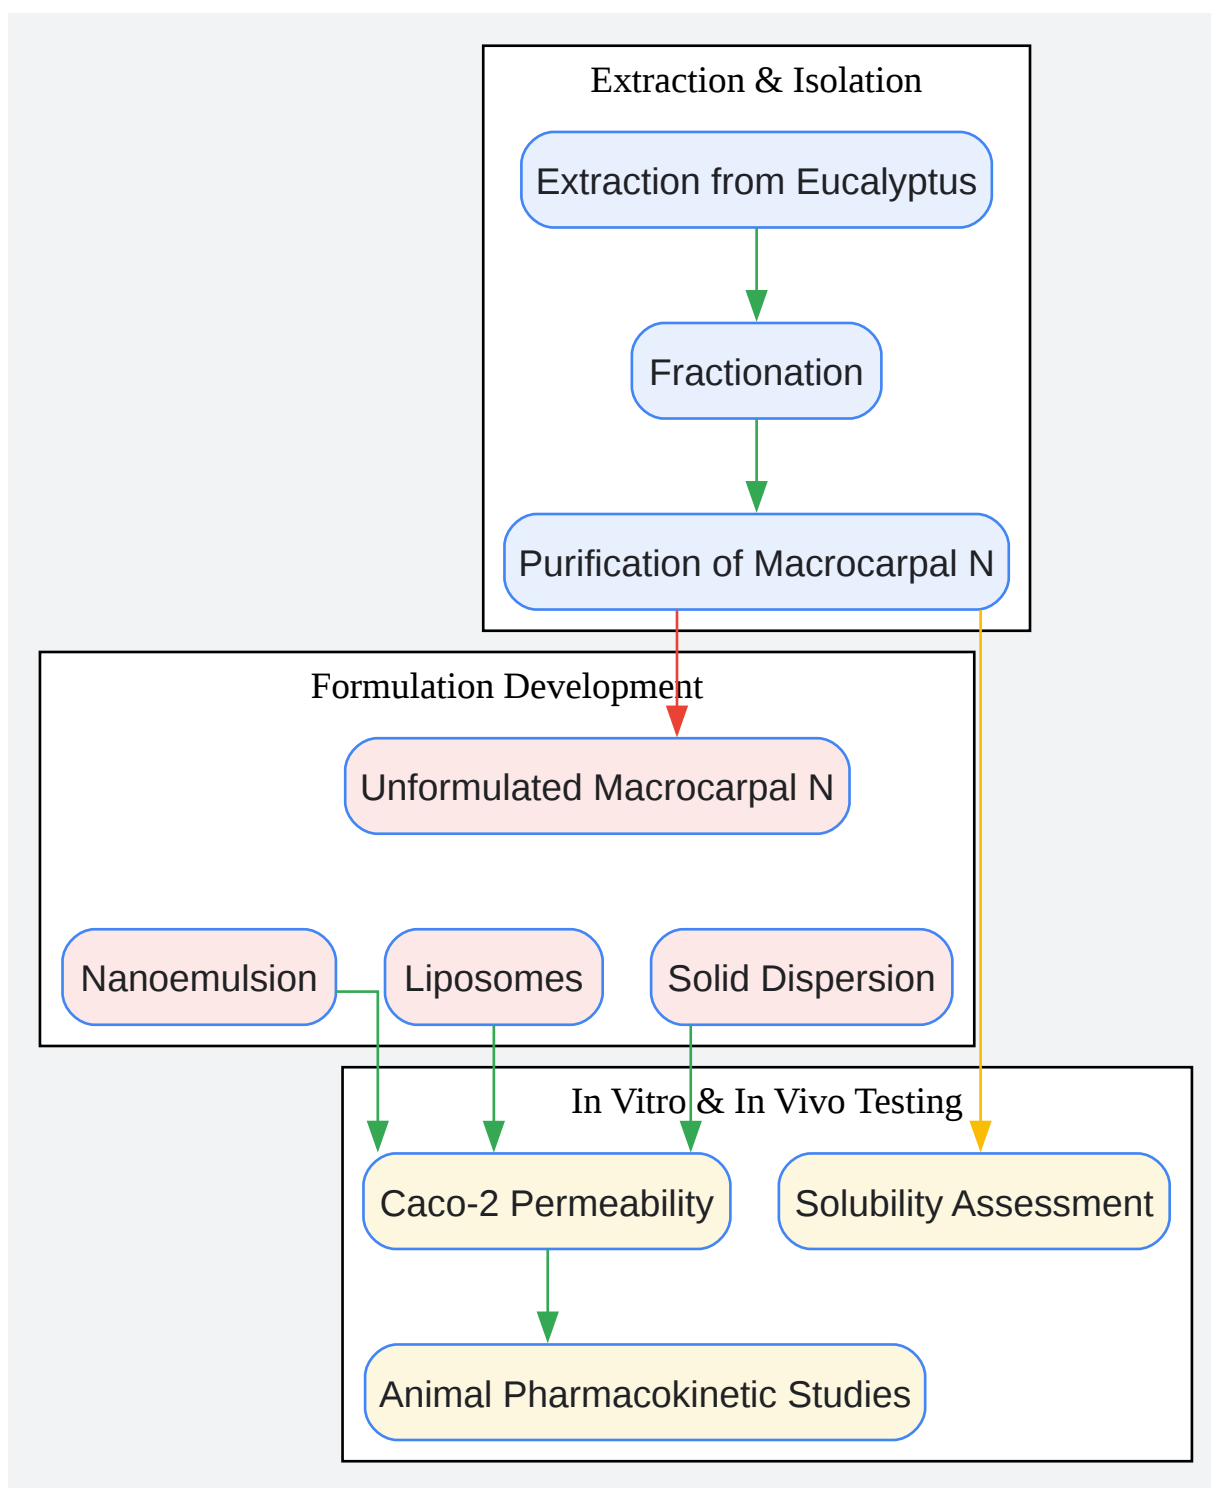 Extraction & Isolation
Extraction from Eucalyptus
Fractionation
Purification of Macrocarpal N
Formulation Development
Unformulated Macrocarpal N
Nanoemulsion
Liposomes
Solid Dispersion
In Vitro & In Vivo Testing
Caco-2 Permeability
Solubility Assessment
Animal Pharmacokinetic Studies